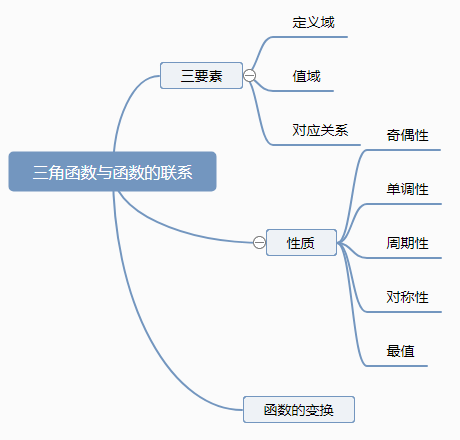 三角函数与函数的联系
三要素
定义域
值域
对应关系
性质
奇偶性
单调性
周期性
对称性
最值
函数的变换